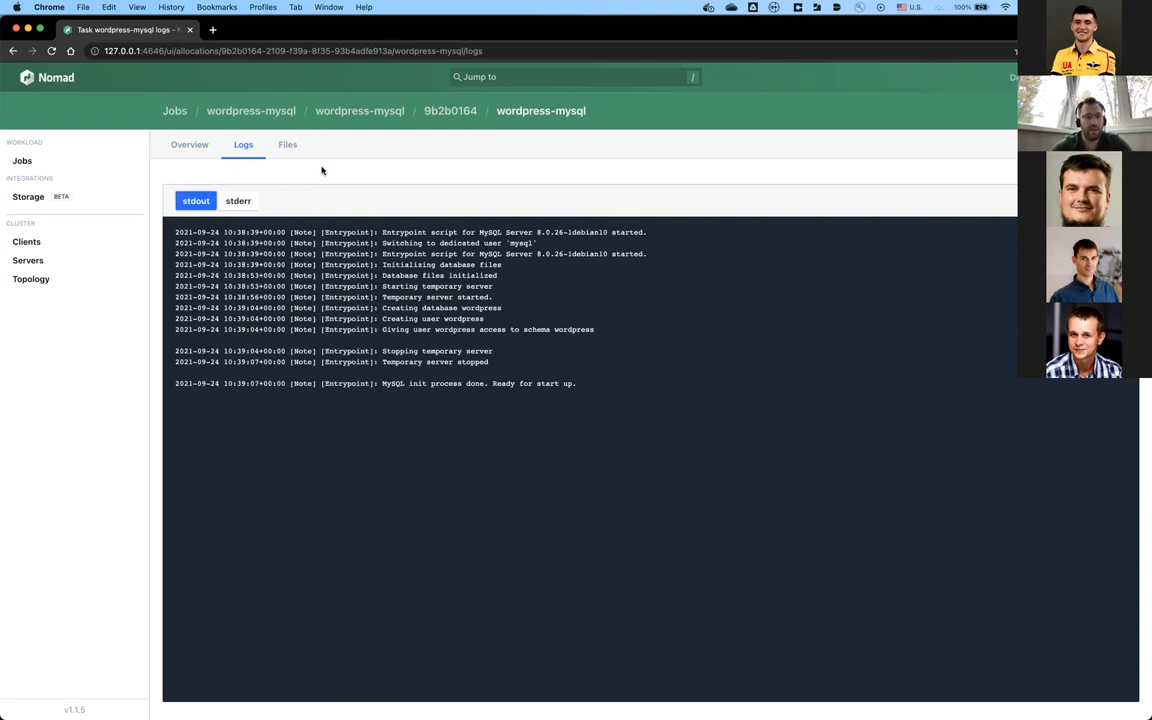 Chrome File Edit View History Bookmarks Profiles Tab Window Help U.S. 100%
Task wordpress-mysql logs -
127.0.0.1:4646/ui/allocations/9b2b0164-2109-f39a-8f35-93b4adfe913a/wordpress-mysql/logs
Nomad
Jump to /
Jobs / wordpress-mysql / wordpress-mysql / 9b2b0164 / wordpress-mysql
WORKLOAD
Jobs
INTEGRATIONS
Storage BETA
CLUSTER
Clients
Servers
Topology
v1.1.5
Overview Logs Files
stdout stderr
2021-09-24 10:38:39+00:00 [Note] [Entrypoint]: Entrypoint script for MySQL Server 8.0.26-1debian10 started.
2021-09-24 10:38:39+00:00 [Note] [Entrypoint]: Switching to dedicated user 'mysql'
2021-09-24 10:38:39+00:00 [Note] [Entrypoint]: Entrypoint script for MySQL Server 8.0.26-1debian10 started.
2021-09-24 10:38:39+00:00 [Note] [Entrypoint]: Initializing database files
2021-09-24 10:38:53+00:00 [Note] [Entrypoint]: Database files initialized
2021-09-24 10:38:53+00:00 [Note] [Entrypoint]: Starting temporary server
2021-09-24 10:38:56+00:00 [Note] [Entrypoint]: Temporary server started.
2021-09-24 10:39:04+00:00 [Note] [Entrypoint]: Creating database wordpress
2021-09-24 10:39:04+00:00 [Note] [Entrypoint]: Creating user wordpress
2021-09-24 10:39:04+00:00 [Note] [Entrypoint]: Giving user wordpress access to schema wordpress
2021-09-24 10:39:04+00:00 [Note] [Entrypoint]: Stopping temporary server
2021-09-24 10:39:07+00:00 [Note] [Entrypoint]: Temporary server stopped
2021-09-24 10:39:07+00:00 [Note] [Entrypoint]: MySQL init process done. Ready for start up.
UA